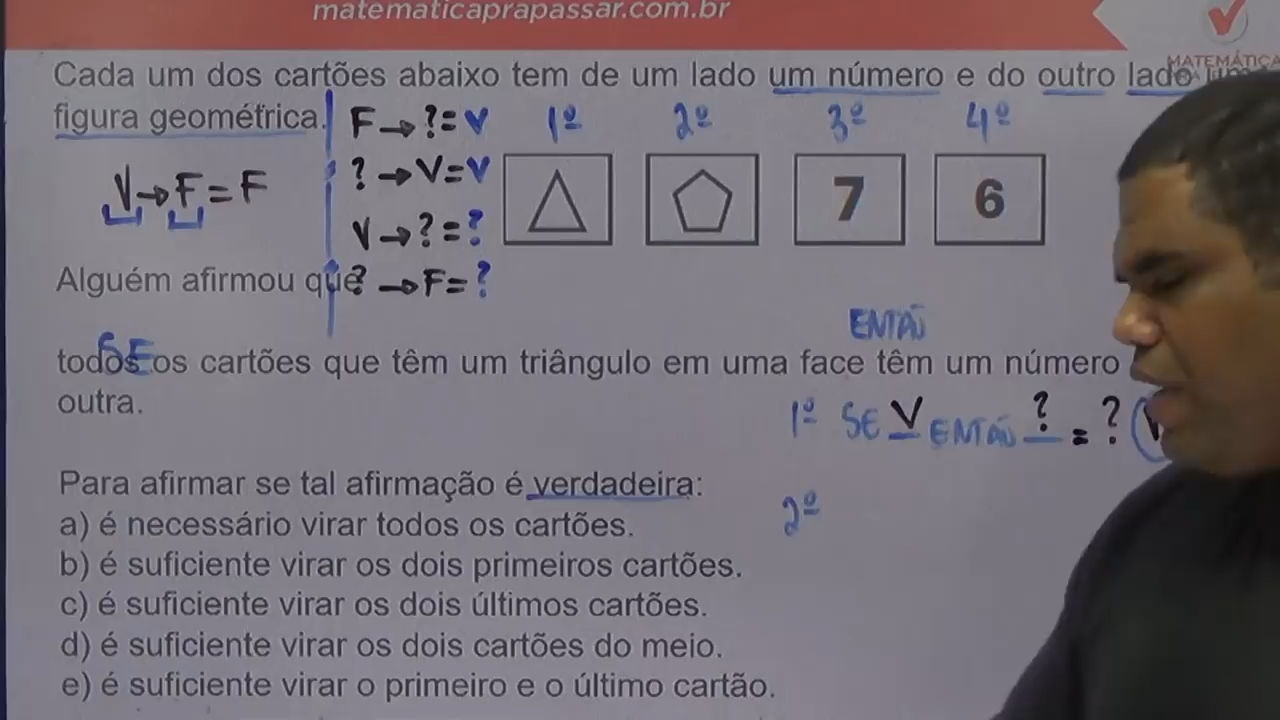 matematicaprapassar.com.br
MATEMÁTICA
Cada um dos cartões abaixo tem de um lado um número e do outro lado
figura geométrica.
F → ? = V
1º 2º 3º 4º
V → F = F
? → V = V
V → ? = ?
7 6
Alguém afirmou que
? → F = ?
ENTÃO
SE
todos os cartões que têm um triângulo em uma face têm um número
outra.
1º SE V ENTÃO ? = ?
Para afirmar se tal afirmação é verdadeira:
2º
a) é necessário virar todos os cartões.
b) é suficiente virar os dois primeiros cartões.
c) é suficiente virar os dois últimos cartões.
d) é suficiente virar os dois cartões do meio.
e) é suficiente virar o primeiro e o último cartão.